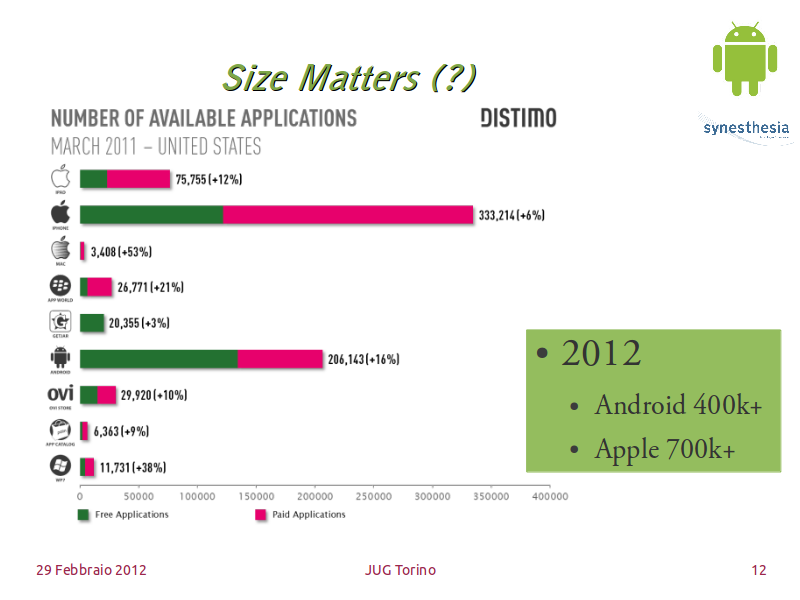 Size Matters (?)
NUMBER OF AVAILABLE APPLICATIONS
DISTIMO
MARCH 2011 – UNITED STATES
synesthesia
IPAD
75,755 (+12%)
IPHONE
333,214 (+6%)
MAC
3,408 (+53%)
APP WORLD
26,771 (+21%)
GETJAR
20,355 (+3%)
ANDROID
206,143 (+16%)
OVI
OVI STORE
29,920 (+10%)
APP CATALOG
6,363 (+9%)
WP7
11,731 (+38%)
0 50000 100000 150000 200000 250000 300000 350000 400000
Free Applications
Paid Applications
• 2012
• Android 400k+
• Apple 700k+
29 Febbraio 2012
JUG Torino
12